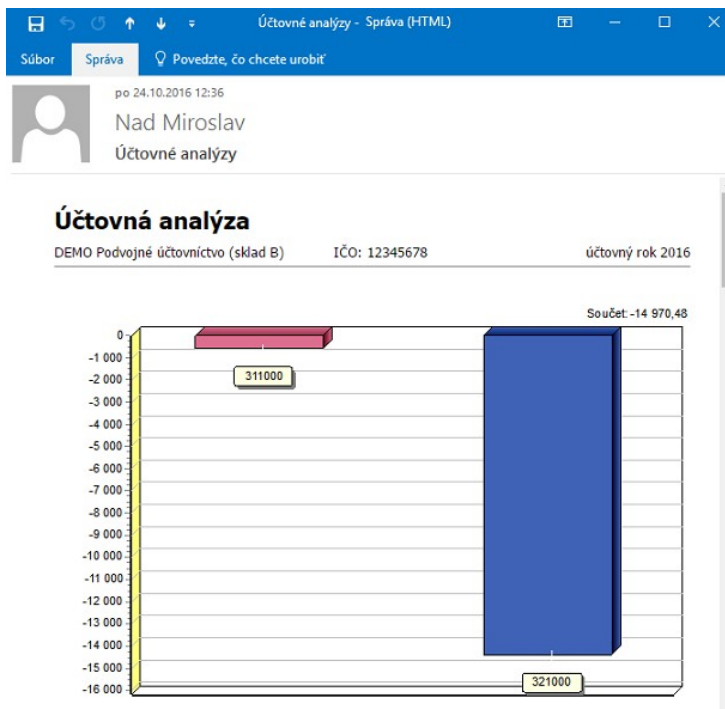 Účtovné analýzy - Správa (HTML)
Súbor Správa Povedzte, čo chcete urobiť
po 24.10.2016 12:36
Nad Miroslav
Účtovné analýzy
Účtovná analýza
DEMO Podvojné účtovníctvo (sklad B) IČO: 12345678 účtovný rok 2016
Součet: -14 970,48
0
-1 000
-2 000
-3 000
-4 000
-5 000
-6 000
-7 000
-8 000
-9 000
-10 000
-11 000
-12 000
-13 000
-14 000
-15 000
-16 000
311000
321000